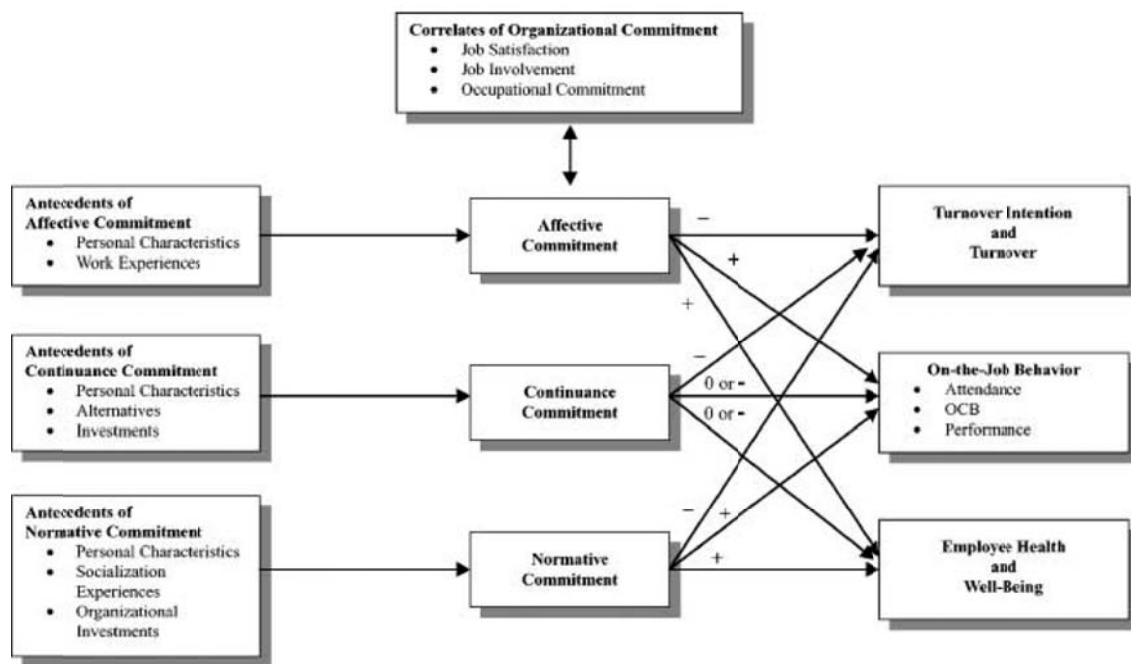 Correlates of Organizational Commitment
• Job Satisfaction
• Job Involvement
• Occupational Commitment
Antecedents of
Affective Commitment
• Personal Characteristics
• Work Experiences
Affective
Commitment
Turnover Intention
and
Turnover
−
+
+
Antecedents of
Continuance Commitment
• Personal Characteristics
• Alternatives
• Investments
Continuance
Commitment
−
0 or -
0 or -
On-the-Job Behavior
• Attendance
• OCB
• Performance
Antecedents of
Normative Commitment
• Personal Characteristics
• Socialization
Experiences
• Organizational
Investments
Normative
Commitment
−
+
+
Employee Health
and
Well-Being